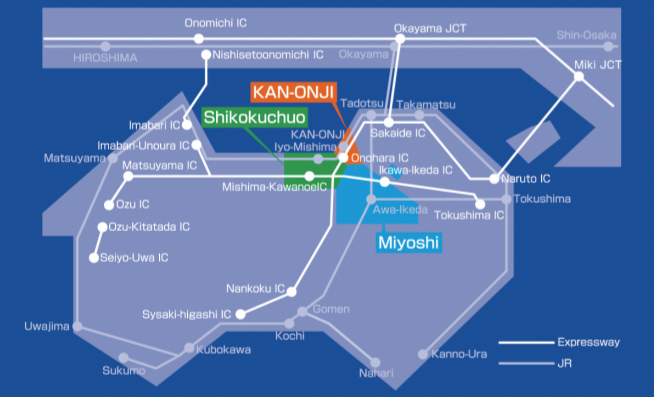 Onomichi IC
Okayama JCT
Shin-Osaka
HIROSHIMA
Nishisetoonomichi IC
Okayama
Miki JCT
KAN-ONJI
Tadotsu
Takamatsu
Shikokuchuo
Imabari IC
KAN-ONJI
Sakaide IC
Imabari-Unoura IC
Iyo-Mishima
Matsuyama
Onohara IC
Matsuyama IC
Ikawa-Ikeda IC
Mishima-KawanoeIC
Naruto IC
Ozu IC
Awa-Ikeda
Tokushima
Tokushima IC
Ozu-Kitatada IC
Miyoshi
Seiyo-Uwa IC
Nankoku IC
Sysaki-higashi IC
Gomen
Uwajima
Kochi
Expressway
Kubokawa
Kanno-Ura
JR
Sukumo
Nahari